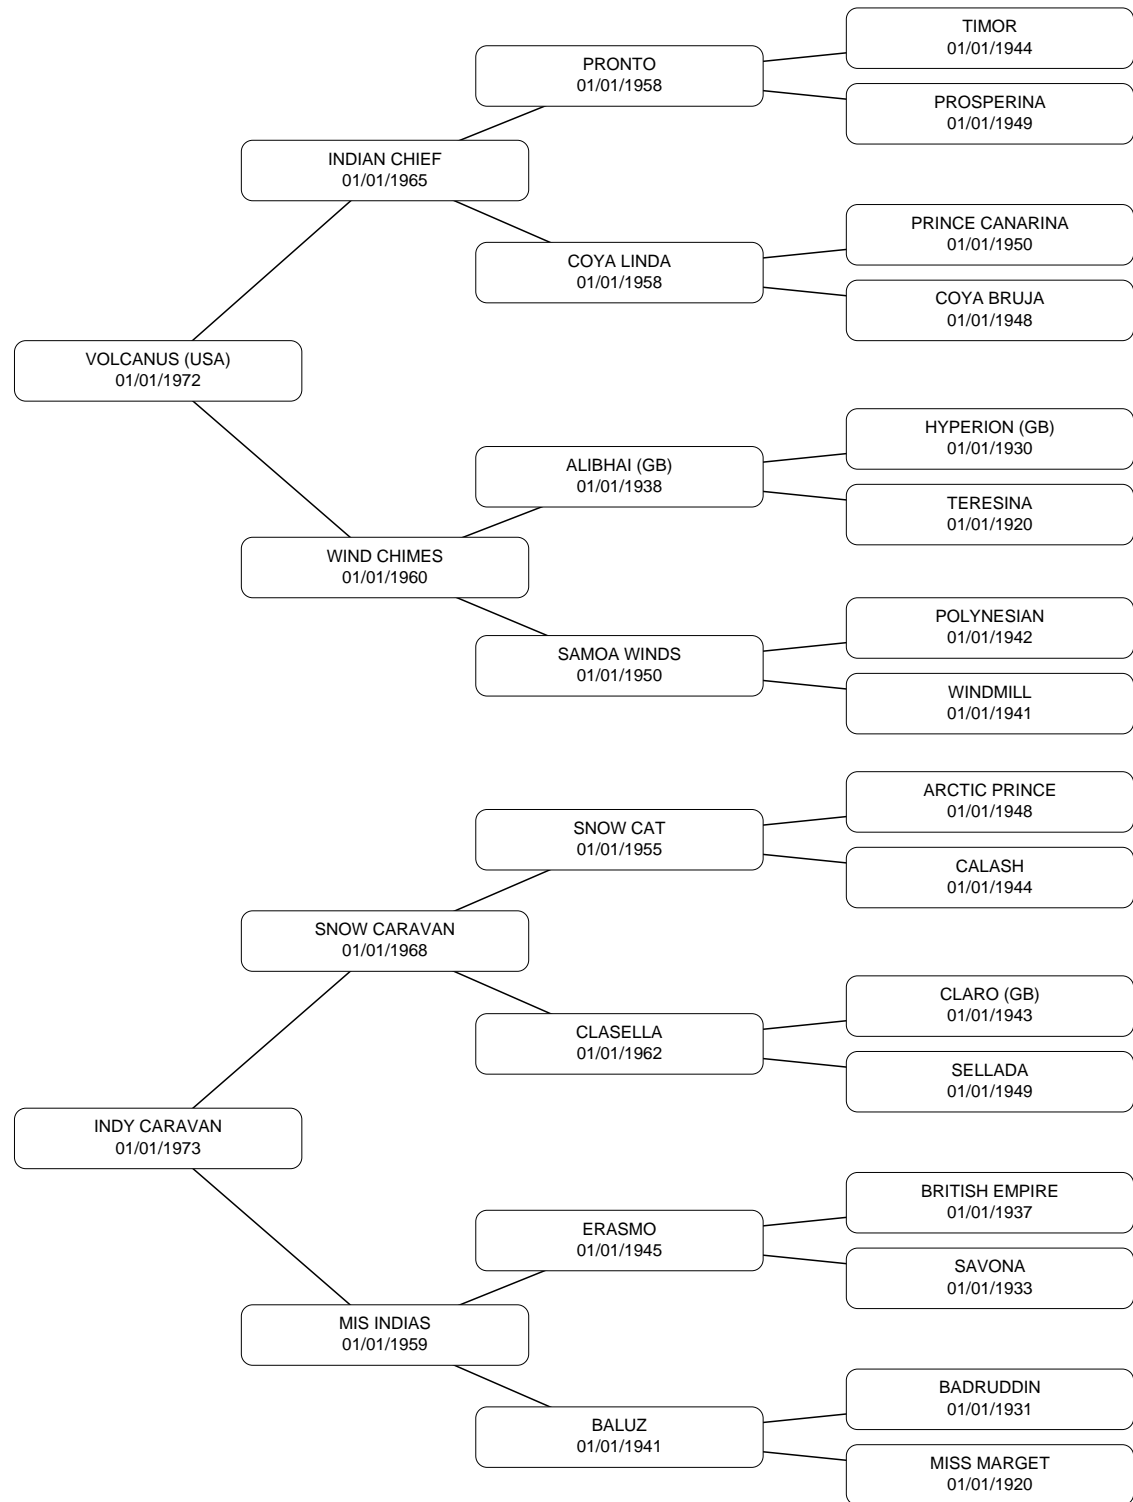 TIMOR
01/01/1944
PRONTO
01/01/1958
PROSPERINA
01/01/1949
INDIAN CHIEF
01/01/1965
PRINCE CANARINA
01/01/1950
COYA LINDA
01/01/1958
COYA BRUJA
01/01/1948
VOLCANUS (USA)
01/01/1972
HYPERION (GB)
01/01/1930
ALIBHAI (GB)
01/01/1938
TERESINA
01/01/1920
WIND CHIMES
01/01/1960
POLYNESIAN
01/01/1942
SAMOA WINDS
01/01/1950
WINDMILL
01/01/1941
ARCTIC PRINCE
01/01/1948
SNOW CAT
01/01/1955
CALASH
01/01/1944
SNOW CARAVAN
01/01/1968
CLARO (GB)
01/01/1943
CLASELLA
01/01/1962
SELLADA
01/01/1949
INDY CARAVAN
01/01/1973
BRITISH EMPIRE
01/01/1937
ERASMO
01/01/1945
SAVONA
01/01/1933
MIS INDIAS
01/01/1959
BADRUDDIN
01/01/1931
BALUZ
01/01/1941
MISS MARGET
01/01/1920